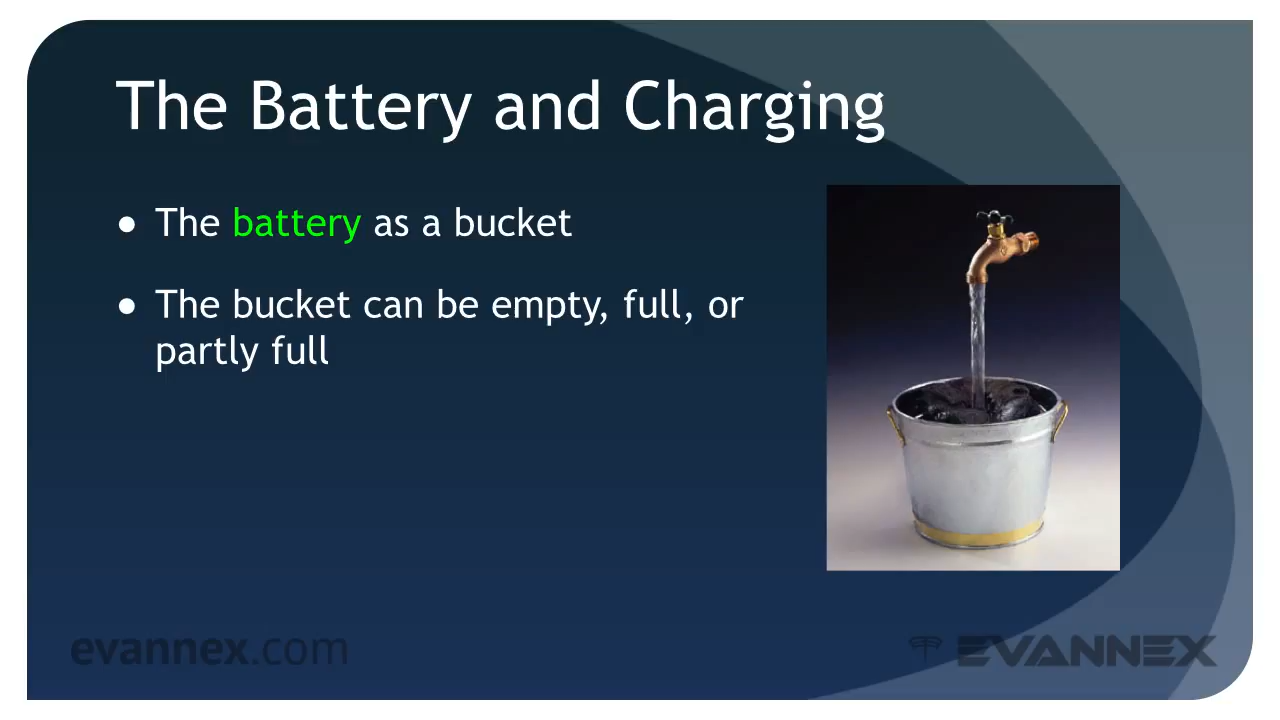 The Battery and Charging
● The battery as a bucket
● The bucket can be empty, full, or
partly full
evannex.com
EVANNEX